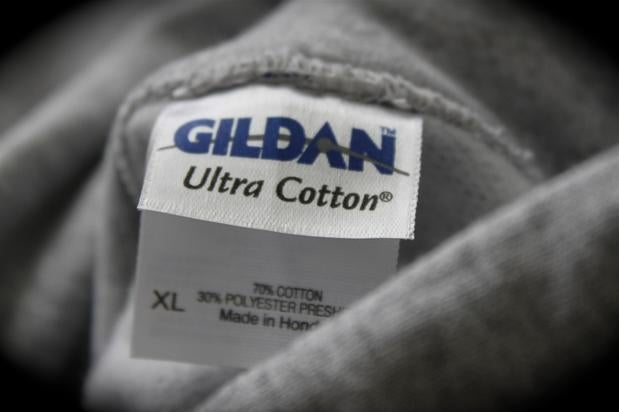 GILDAN™
Ultra Cotton®
70% COTTON
XL 30% POLYESTER
Made in